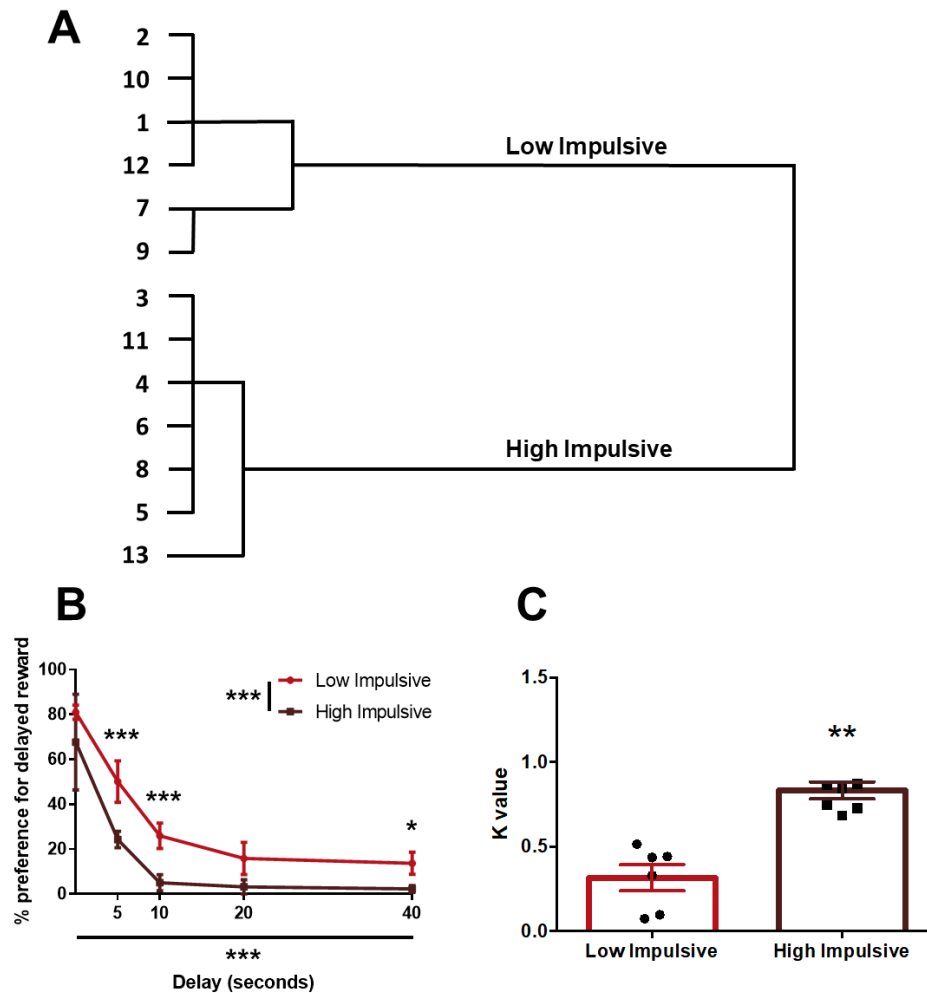 A
2
10
1
12
7
9
Low Impulsive
3
11
4
6
8
5
13
High Impulsive
B
% preference for delayed reward
100
80
60
40
20
0
5
10
20
40
***
***
*
***
Low Impulsive
High Impulsive
***
Delay (seconds)
C
K value
1.5
1.0
0.5
0.0
**
Low Impulsive
High Impulsive